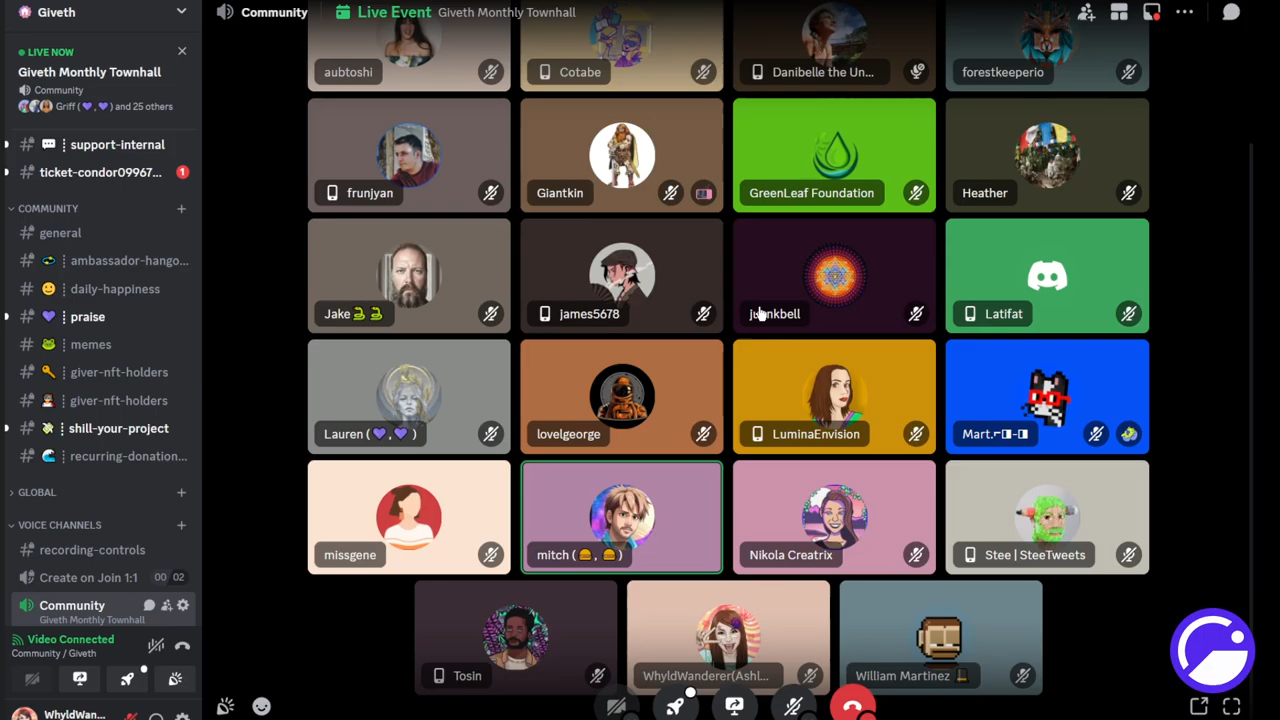 Giveth
LIVE NOW
Giveth Monthly Townhall
Community
Griff (💜,💜) and 25 others
support-internal
ticket-condor09967... 1
COMMUNITY
general
ambassador-hango...
daily-happiness
praise
memes
giver-nft-holders
giver-nft-holders
shill-your-project
recurring-donation...
GLOBAL
VOICE CHANNELS
recording-controls
Create on Join 1:1 00 02
Community
Giveth Monthly Townhall
Video Connected
Community / Giveth
WhyldWan...
Community Live Event Giveth Monthly Townhall
aubtoshi
Cotabe
Danibelle the Un...
forestkeeperio
frunjyan
Giantkin
GreenLeaf Foundation
Heather
Jake🐍🐍
james5678
Latifat
Lauren (💜,💜)
lovelgeorge
LuminaEnvision
Mart.
missgene
mitch (🍔,🍔)
Nikola Creatrix
Stee | SteeTweets
Tosin
WhyldWanderer(Ashl...
William Martinez